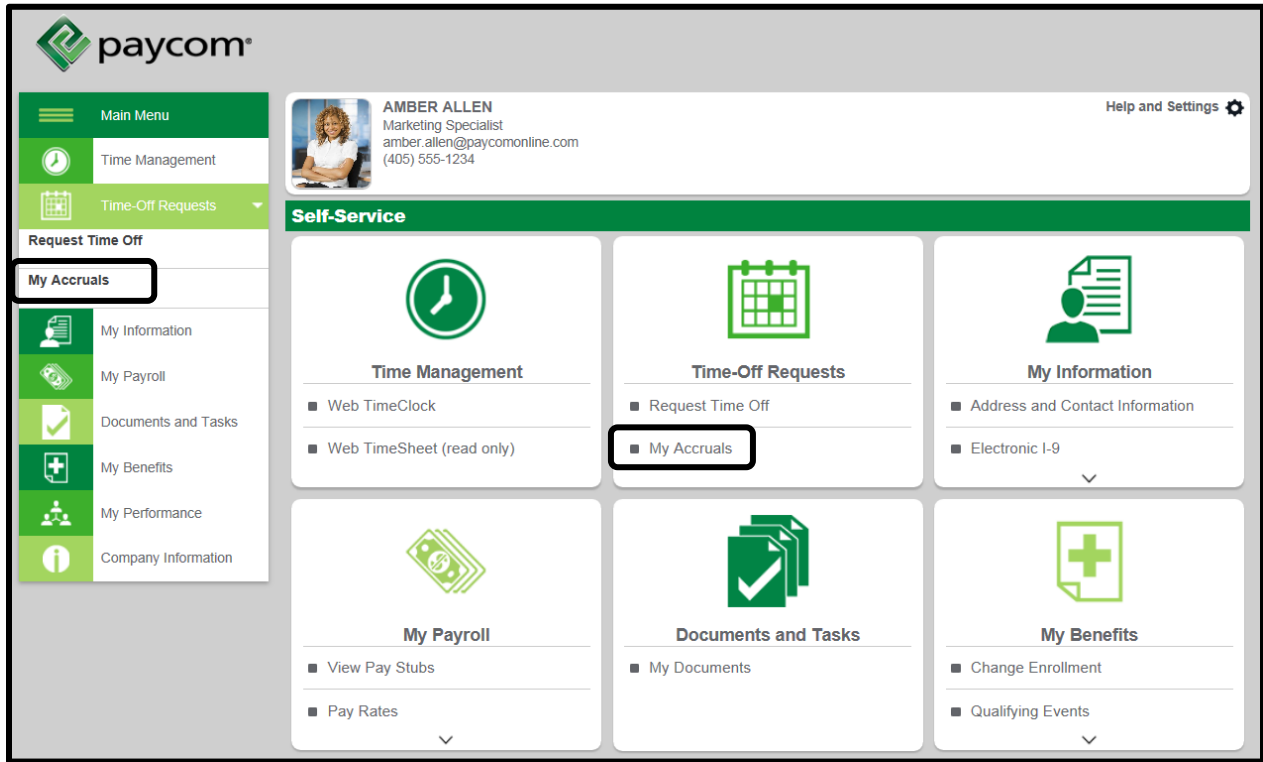 paycom
Main Menu
Time Management
Time-Off Requests
Request Time Off
My Accruals
My Information
My Payroll
Documents and Tasks
My Benefits
My Performance
Company Information
AMBER ALLEN
Marketing Specialist
amber.allen@paycomonline.com
(405) 555-1234
Help and Settings
Self-Service
Time Management
Web TimeClock
Web TimeSheet (read only)
Time-Off Requests
Request Time Off
My Accruals
My Information
Address and Contact Information
Electronic I-9
My Payroll
View Pay Stubs
Pay Rates
Documents and Tasks
My Documents
My Benefits
Change Enrollment
Qualifying Events